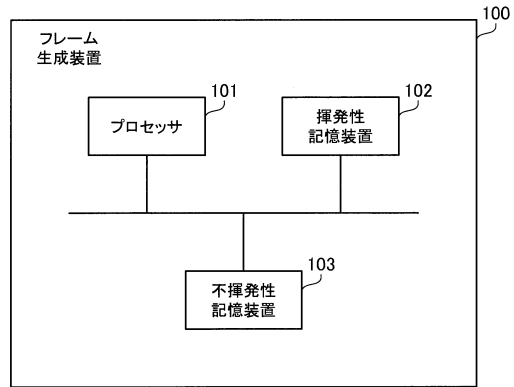 100
フレーム
生成装置
101
プロセッサ
102
揮発性
記憶装置
103
不揮発性
記憶装置